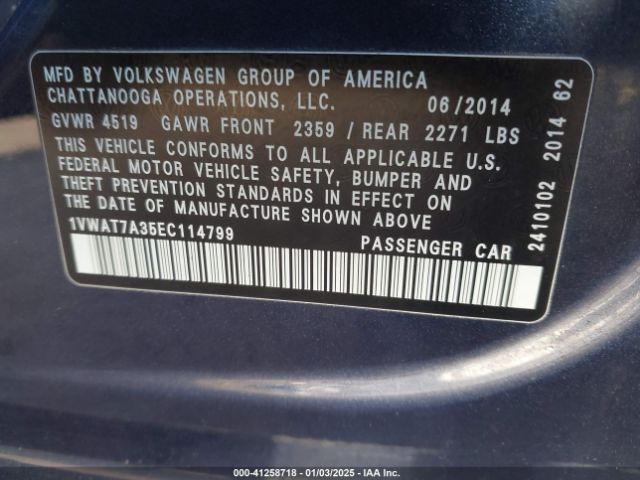 MFD BY VOLKSWAGEN GROUP OF AMERICA
CHATTANOOGA OPERATIONS, LLC. 06/2014
GVWR 4519 GAWR FRONT 2359 / REAR 2271 LBS
THIS VEHICLE CONFORMS TO ALL APPLICABLE U.S.
FEDERAL MOTOR VEHICLE SAFETY, BUMPER AND
THEFT PREVENTION STANDARDS IN EFFECT ON
THE DATE OF MANUFACTURE SHOWN ABOVE
1VWAT7A35EC114799 PASSENGER CAR
2410102 2014 62
000-41258718 - 01/03/2025 - IAA Inc.